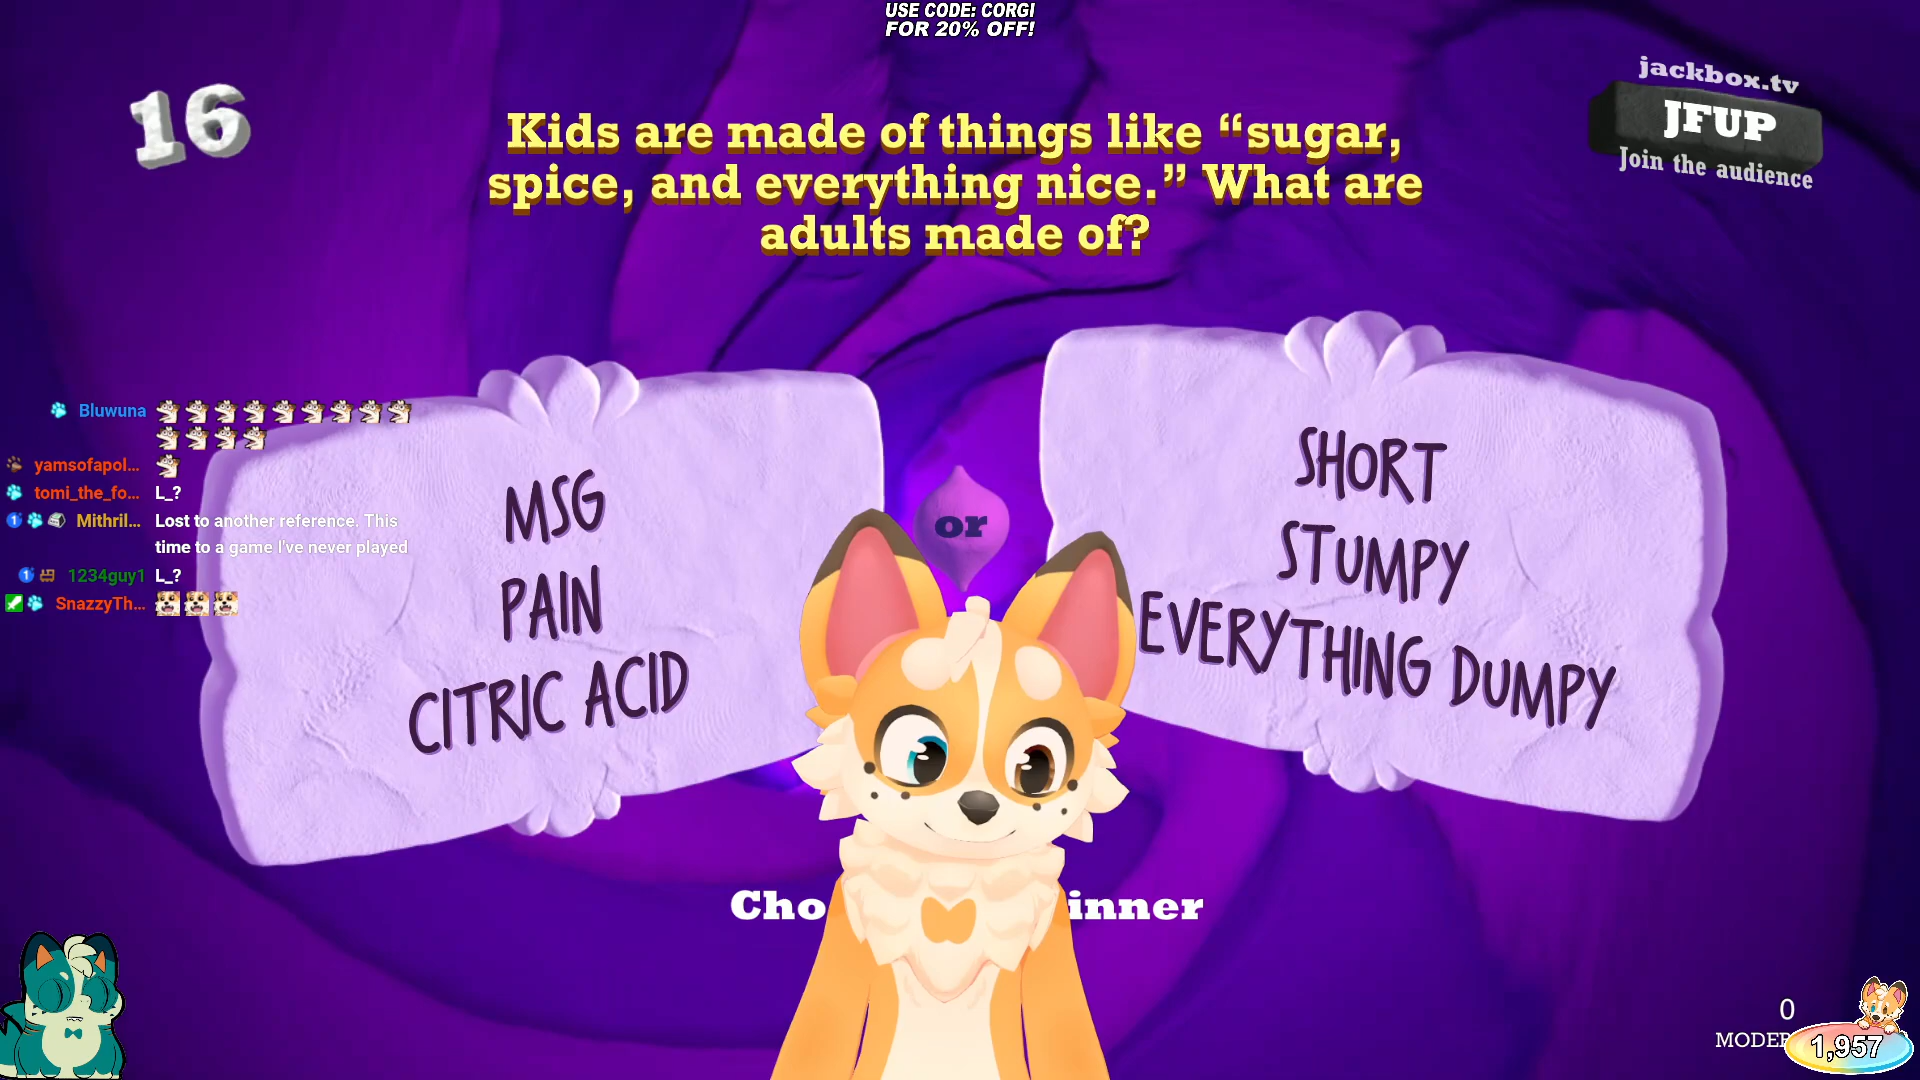 USE CODE: CORGI
FOR 20% OFF!
16
jackbox.tv
JFUP
Join the audience
Kids are made of things like “sugar,
spice, and everything nice.” What are
adults made of?
MSG
PAIN
CITRIC ACID
or
SHORT
STUMPY
EVERYTHING DUMPY
Bluwuna
yamsofapol...
tomi_the_fo... L_?
1 Mithril... Lost to another reference. This
time to a game I've never played
1 1234guy1 L_?
SnazzyTh...
0
1,957